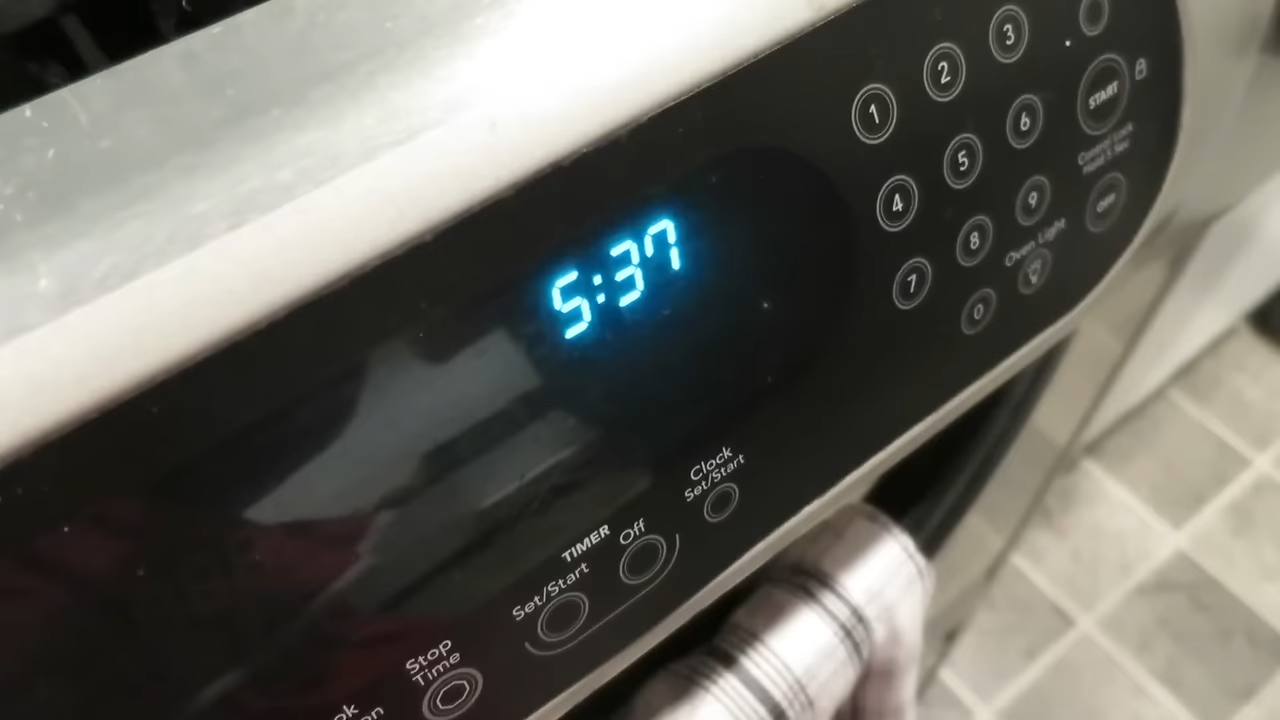 5:37
1
2
3
4
5
6
7
8
9
0
START
Control Lock
Hold 3 Sec
OFF
Oven Light
Clock
Set/Start
TIMER
Set/Start
Off
Stop
Time